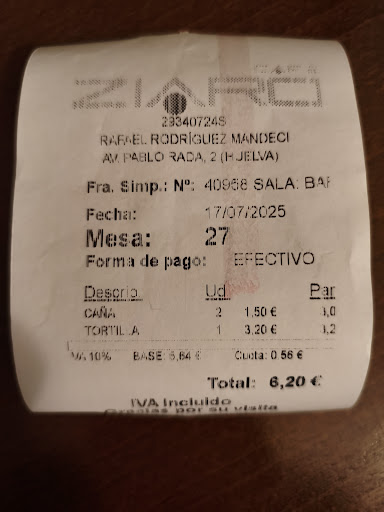 CAFÉ
ZIARO
29340724S
RAFAEL RODRÍGUEZ MANDECI
AV. PABLO RADA, 2 (HUELVA)
Fra. Simp.: Nº: 40968 SALA: BAR
Fecha: 17/07/2025
Mesa: 27
Forma de pago: EFECTIVO
Descrip Ud Par
CAÑA 2 1,50 €
TORTILLA 1 3,20 €
IVA 10% BASE: 5,64 € Cuota: 0,56 €
Total: 6,20 €
IVA Incluido
Gracias por su visita